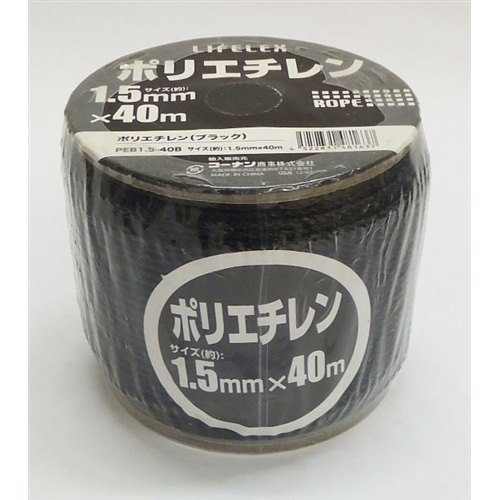 LIFELEX
ポリエチレン
サイズ(約):
1.5mm
×40m
ROPE
ポリエチレン(ブラック)
PEB1.5-40B サイズ(約):1.5mm×40m
輸入販売元
コーナン商事株式会社
MADE IN CHINA
ポリエチレン
サイズ(約):
1.5mm×40m